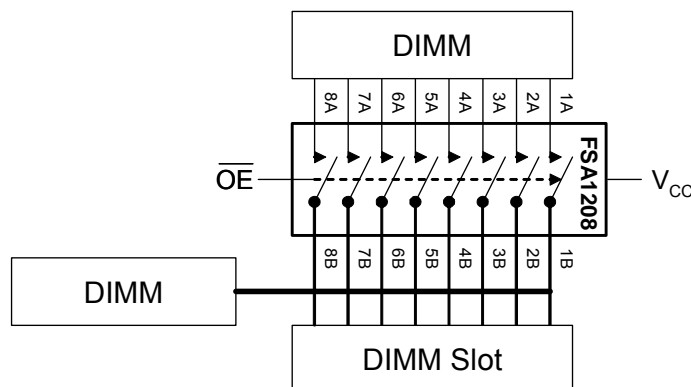 DIMM
8A 7A 6A 5A 4A 3A 2A 1A
FSA1208
OE
VCC
8B 7B 6B 5B 4B 3B 2B 1B
DIMM
DIMM Slot